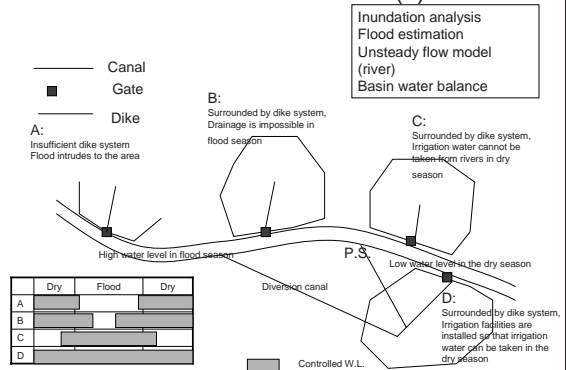 Inundation analysis
Flood estimation
Unsteady flow model
(river)
Basin water balance
Canal
Gate
Dike
A:
Insufficient dike system
Flood intrudes to the area
B:
Surrounded by dike system,
Drainage is impossible in
flood season
C:
Surrounded by dike system,
Irrigation water cannot be
taken from rivers in dry
season
High water level in flood season
P.S.
Low water level in the dry season
Diversion canal
D:
Surrounded by dike system,
Irrigation facilities are
installed so that irrigation
water can be taken in the
dry season
Dry Flood Dry
A
B
C
D
Controlled W.L.